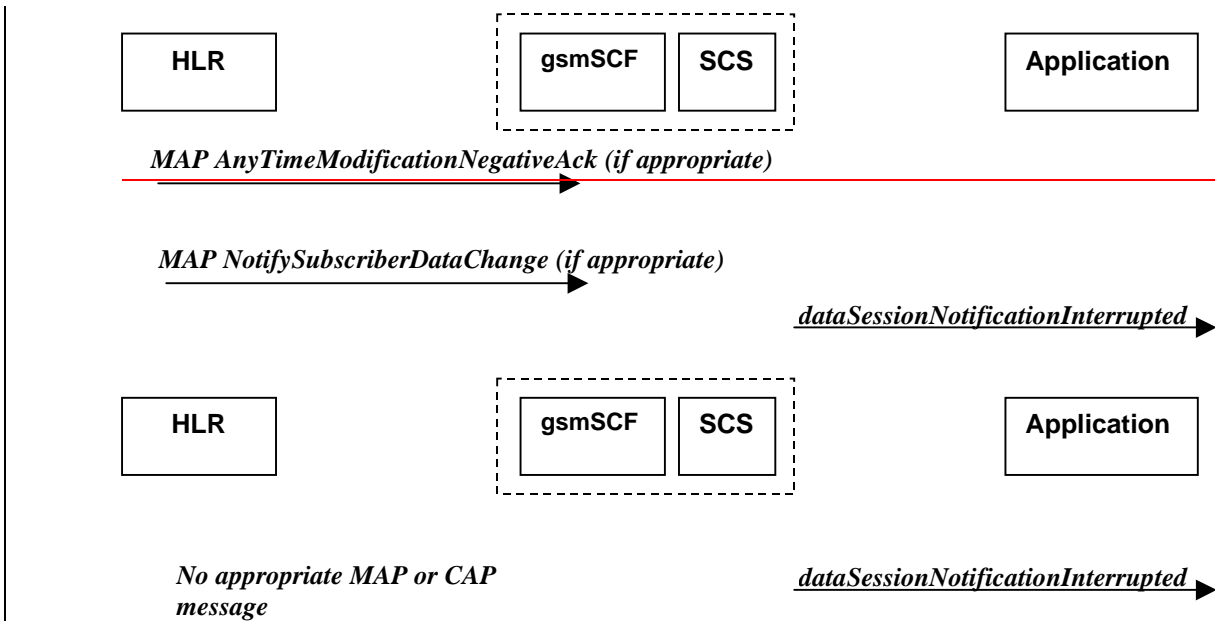 HLR
gsmSCF
SCS
Application
MAP AnyTimeModificationNegativeAck (if appropriate)
MAP NotifySubscriberDataChange (if appropriate)
dataSessionNotificationInterrupted
HLR
gsmSCF
SCS
Application
No appropriate MAP or CAP
message
dataSessionNotificationInterrupted